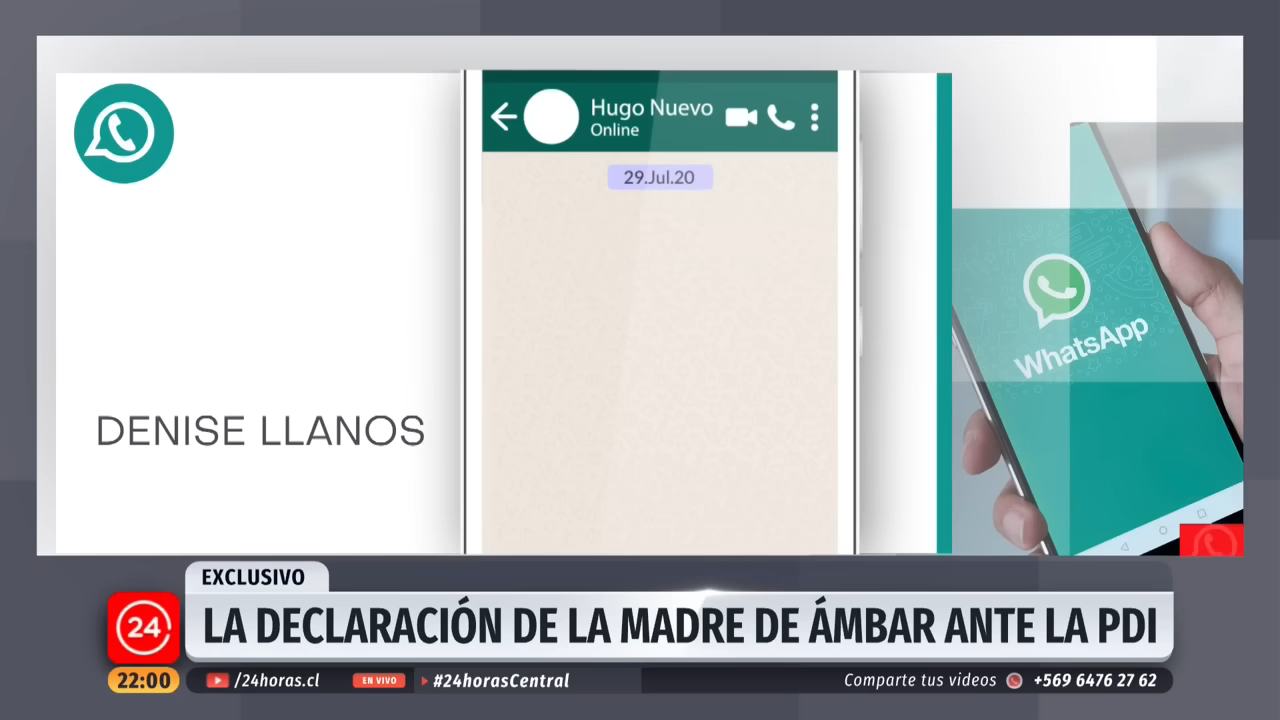 Hugo Nuevo
Online
29.Jul.20
DENISE LLANOS
WhatsApp
EXCLUSIVO
LA DECLARACIÓN DE LA MADRE DE ÁMBAR ANTE LA PDI
24
22:00
/24horas.cl
EN VIVO
#24horasCentral
Comparte tus videos
+569 6476 27 62